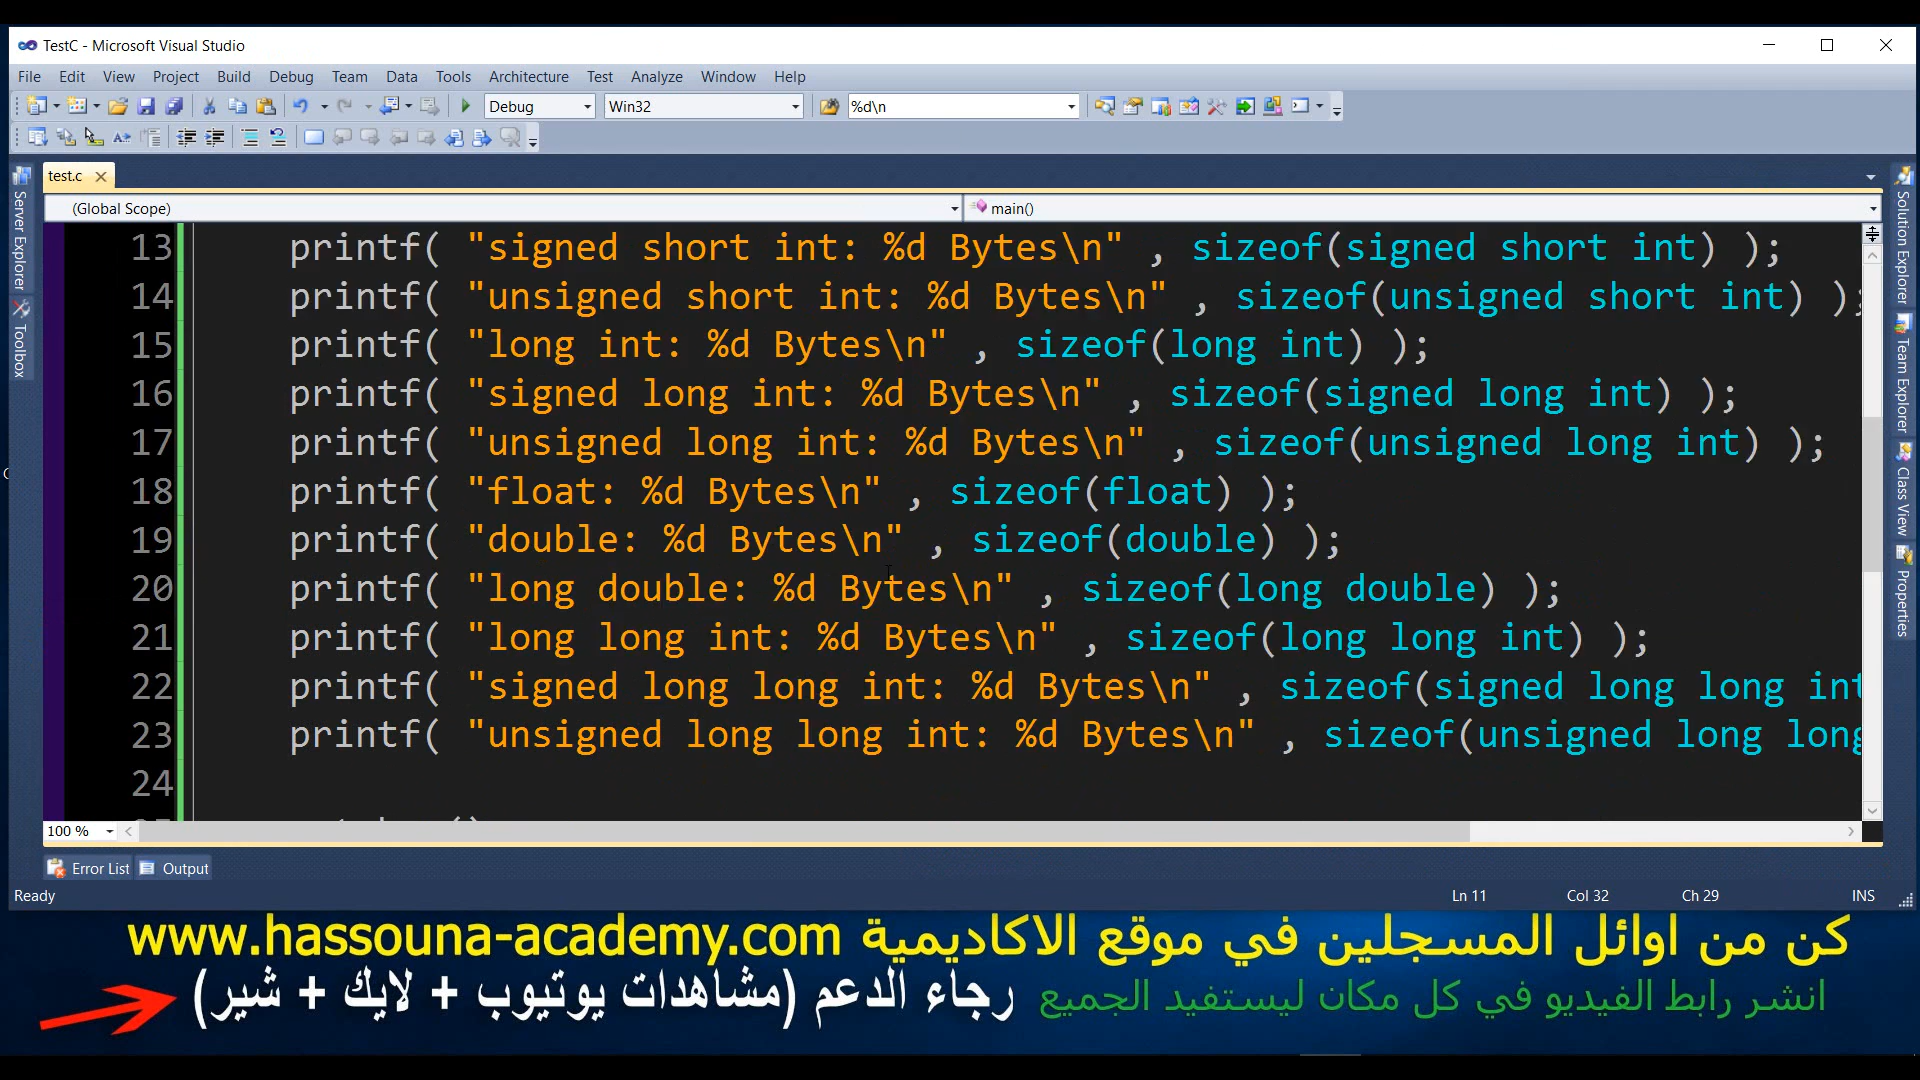 TestC - Microsoft Visual Studio
File Edit View Project Build Debug Team Data Tools Architecture Test Analyze Window Help
Debug Win32 %d\n
test.c
(Global Scope) main()
Server Explorer
Toolbox
13 printf( "signed short int: %d Bytes\n" , sizeof(signed short int) );
14 printf( "unsigned short int: %d Bytes\n" , sizeof(unsigned short int) );
15 printf( "long int: %d Bytes\n" , sizeof(long int) );
16 printf( "signed long int: %d Bytes\n" , sizeof(signed long int) );
17 printf( "unsigned long int: %d Bytes\n" , sizeof(unsigned long int) );
18 printf( "float: %d Bytes\n" , sizeof(float) );
19 printf( "double: %d Bytes\n" , sizeof(double) );
20 printf( "long double: %d Bytes\n" , sizeof(long double) );
21 printf( "long long int: %d Bytes\n" , sizeof(long long int) );
22 printf( "signed long long int: %d Bytes\n" , sizeof(signed long long int
23 printf( "unsigned long long int: %d Bytes\n" , sizeof(unsigned long long
24
Solution Explorer
Team Explorer
Class View
Properties
100 %
Error List Output
Ready Ln 11 Col 32 Ch 29 INS
كن من اوائل المسجلين في موقع الاكاديمية www.hassouna-academy.com
انشر رابط الفيديو في كل مكان ليستفيد الجميع رجاء الدعم (مشاهدات يوتيوب + لايك + شير)